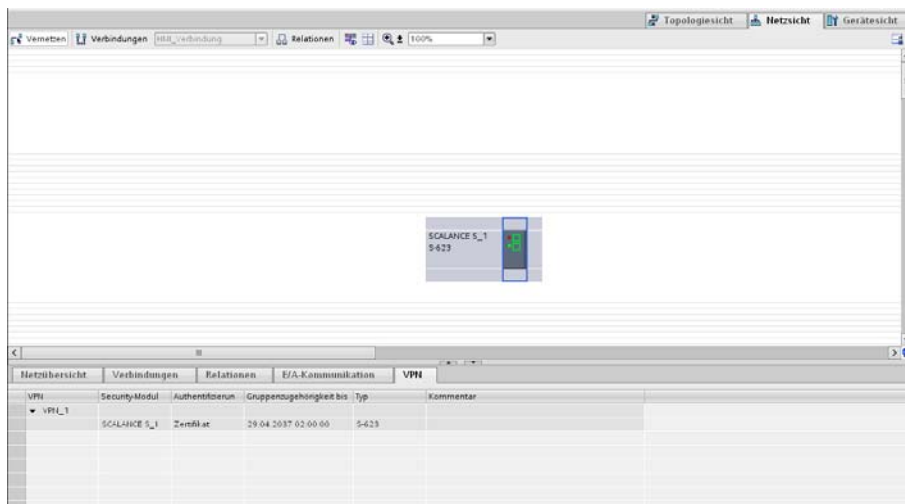 Topologiesicht Netzsicht Gerätesicht
Vernetzen Verbindungen HMI_Verbindung Relationen 100%
SCALANCE S_1
S-623
Netzübersicht Verbindungen Relationen E/A-Kommunikation VPN
VPN Security-Modul Authentifizierun Gruppenzugehörigkeit bis Typ Kommentar
VPN_1
SCALANCE S_1 Zertifikat 29.04.2037 02:00:00 S-623